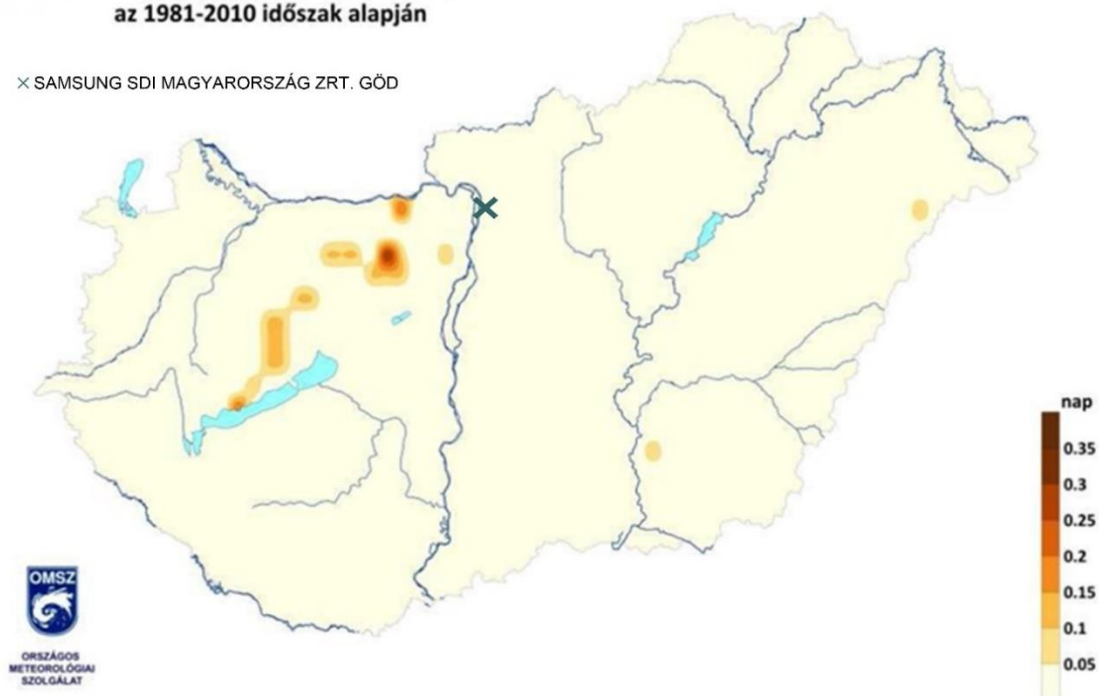 az 1981-2010 időszak alapján
× SAMSUNG SDI MAGYARORSZÁG ZRT. GÖD
nap
0.35
0.3
0.25
0.2
0.15
0.1
0.05
OMSZ
ORSZÁGOS
METEOROLÓGIAI
SZOLGÁLAT